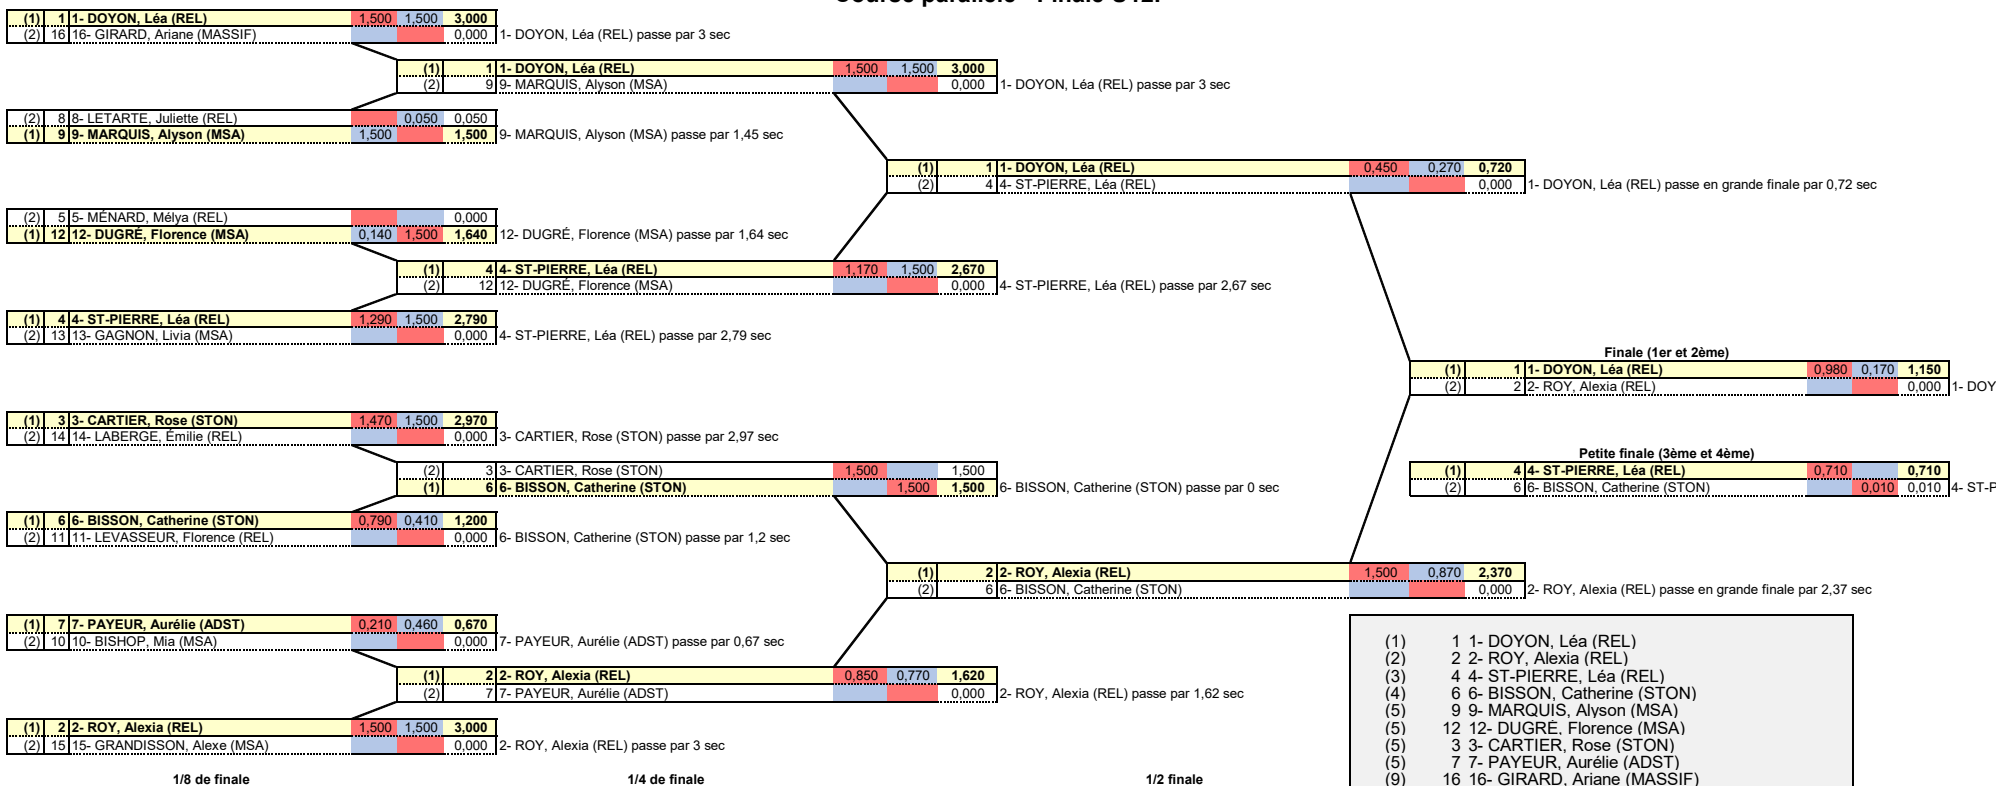 (1) 1 1- DOYON, Léa (REL) 1,500 1,500 3,000
(2) 16 16- GIRARD, Ariane (MASSIF) 0,000 1- DOYON, Léa (REL) passe par 3 sec
(1) 1 1- DOYON, Léa (REL) 1,500 1,500 3,000
(2) 9 9- MARQUIS, Alyson (MSA) 0,000 1- DOYON, Léa (REL) passe par 3 sec
(2) 8 8- LETARTE, Juliette (REL) 0,050 0,050
(1) 9 9- MARQUIS, Alyson (MSA) 1,500 1,500 9- MARQUIS, Alyson (MSA) passe par 1,45 sec
(1) 1 1- DOYON, Léa (REL) 0,450 0,270 0,720
(2) 4 4- ST-PIERRE, Léa (REL) 0,000 1- DOYON, Léa (REL) passe en grande finale par 0,72 sec
(2) 5 5- MÉNARD, Mélya (REL) 0,000
(1) 12 12- DUGRÉ, Florence (MSA) 0,140 1,500 1,640 12- DUGRÉ, Florence (MSA) passe par 1,64 sec
(1) 4 4- ST-PIERRE, Léa (REL) 1,170 1,500 2,670
(2) 12 12- DUGRÉ, Florence (MSA) 0,000 4- ST-PIERRE, Léa (REL) passe par 2,67 sec
(1) 4 4- ST-PIERRE, Léa (REL) 1,290 1,500 2,790
(2) 13 13- GAGNON, Livia (MSA) 0,000 4- ST-PIERRE, Léa (REL) passe par 2,79 sec
Finale (1er et 2ème)
(1) 1 1- DOYON, Léa (REL) 0,980 0,170 1,150
(2) 2 2- ROY, Alexia (REL) 0,000 1- DOY
(1) 3 3- CARTIER, Rose (STON) 1,470 1,500 2,970
(2) 14 14- LABERGE, Émilie (REL) 0,000 3- CARTIER, Rose (STON) passe par 2,97 sec
Petite finale (3ème et 4ème)
(2) 3 3- CARTIER, Rose (STON) 1,500 1,500
(1) 6 6- BISSON, Catherine (STON) 1,500 1,500 6- BISSON, Catherine (STON) passe par 0 sec
(1) 4 4- ST-PIERRE, Léa (REL) 0,710 0,710
(2) 6 6- BISSON, Catherine (STON) 0,010 0,010 4- ST-P
(1) 6 6- BISSON, Catherine (STON) 0,790 0,410 1,200
(2) 11 11- LEVASSEUR, Florence (REL) 0,000 6- BISSON, Catherine (STON) passe par 1,2 sec
(1) 2 2- ROY, Alexia (REL) 1,500 0,870 2,370
(2) 6 6- BISSON, Catherine (STON) 0,000 2- ROY, Alexia (REL) passe en grande finale par 2,37 sec
(1) 7 7- PAYEUR, Aurélie (ADST) 0,210 0,460 0,670
(2) 10 10- BISHOP, Mia (MSA) 0,000 7- PAYEUR, Aurélie (ADST) passe par 0,67 sec
(1) 2 2- ROY, Alexia (REL) 0,850 0,770 1,620
(2) 7 7- PAYEUR, Aurélie (ADST) 0,000 2- ROY, Alexia (REL) passe par 1,62 sec
(1) 2 2- ROY, Alexia (REL) 1,500 1,500 3,000
(2) 15 15- GRANDISSON, Alexe (MSA) 0,000 2- ROY, Alexia (REL) passe par 3 sec
(1) 1 1- DOYON, Léa (REL)
(2) 2 2- ROY, Alexia (REL)
(3) 4 4- ST-PIERRE, Léa (REL)
(4) 6 6- BISSON, Catherine (STON)
(5) 9 9- MARQUIS, Alyson (MSA)
(5) 12 12- DUGRÉ, Florence (MSA)
(5) 3 3- CARTIER, Rose (STON)
(5) 7 7- PAYEUR, Aurélie (ADST)
(9) 16 16- GIRARD, Ariane (MASSIF)
1/8 de finale 1/4 de finale 1/2 finale